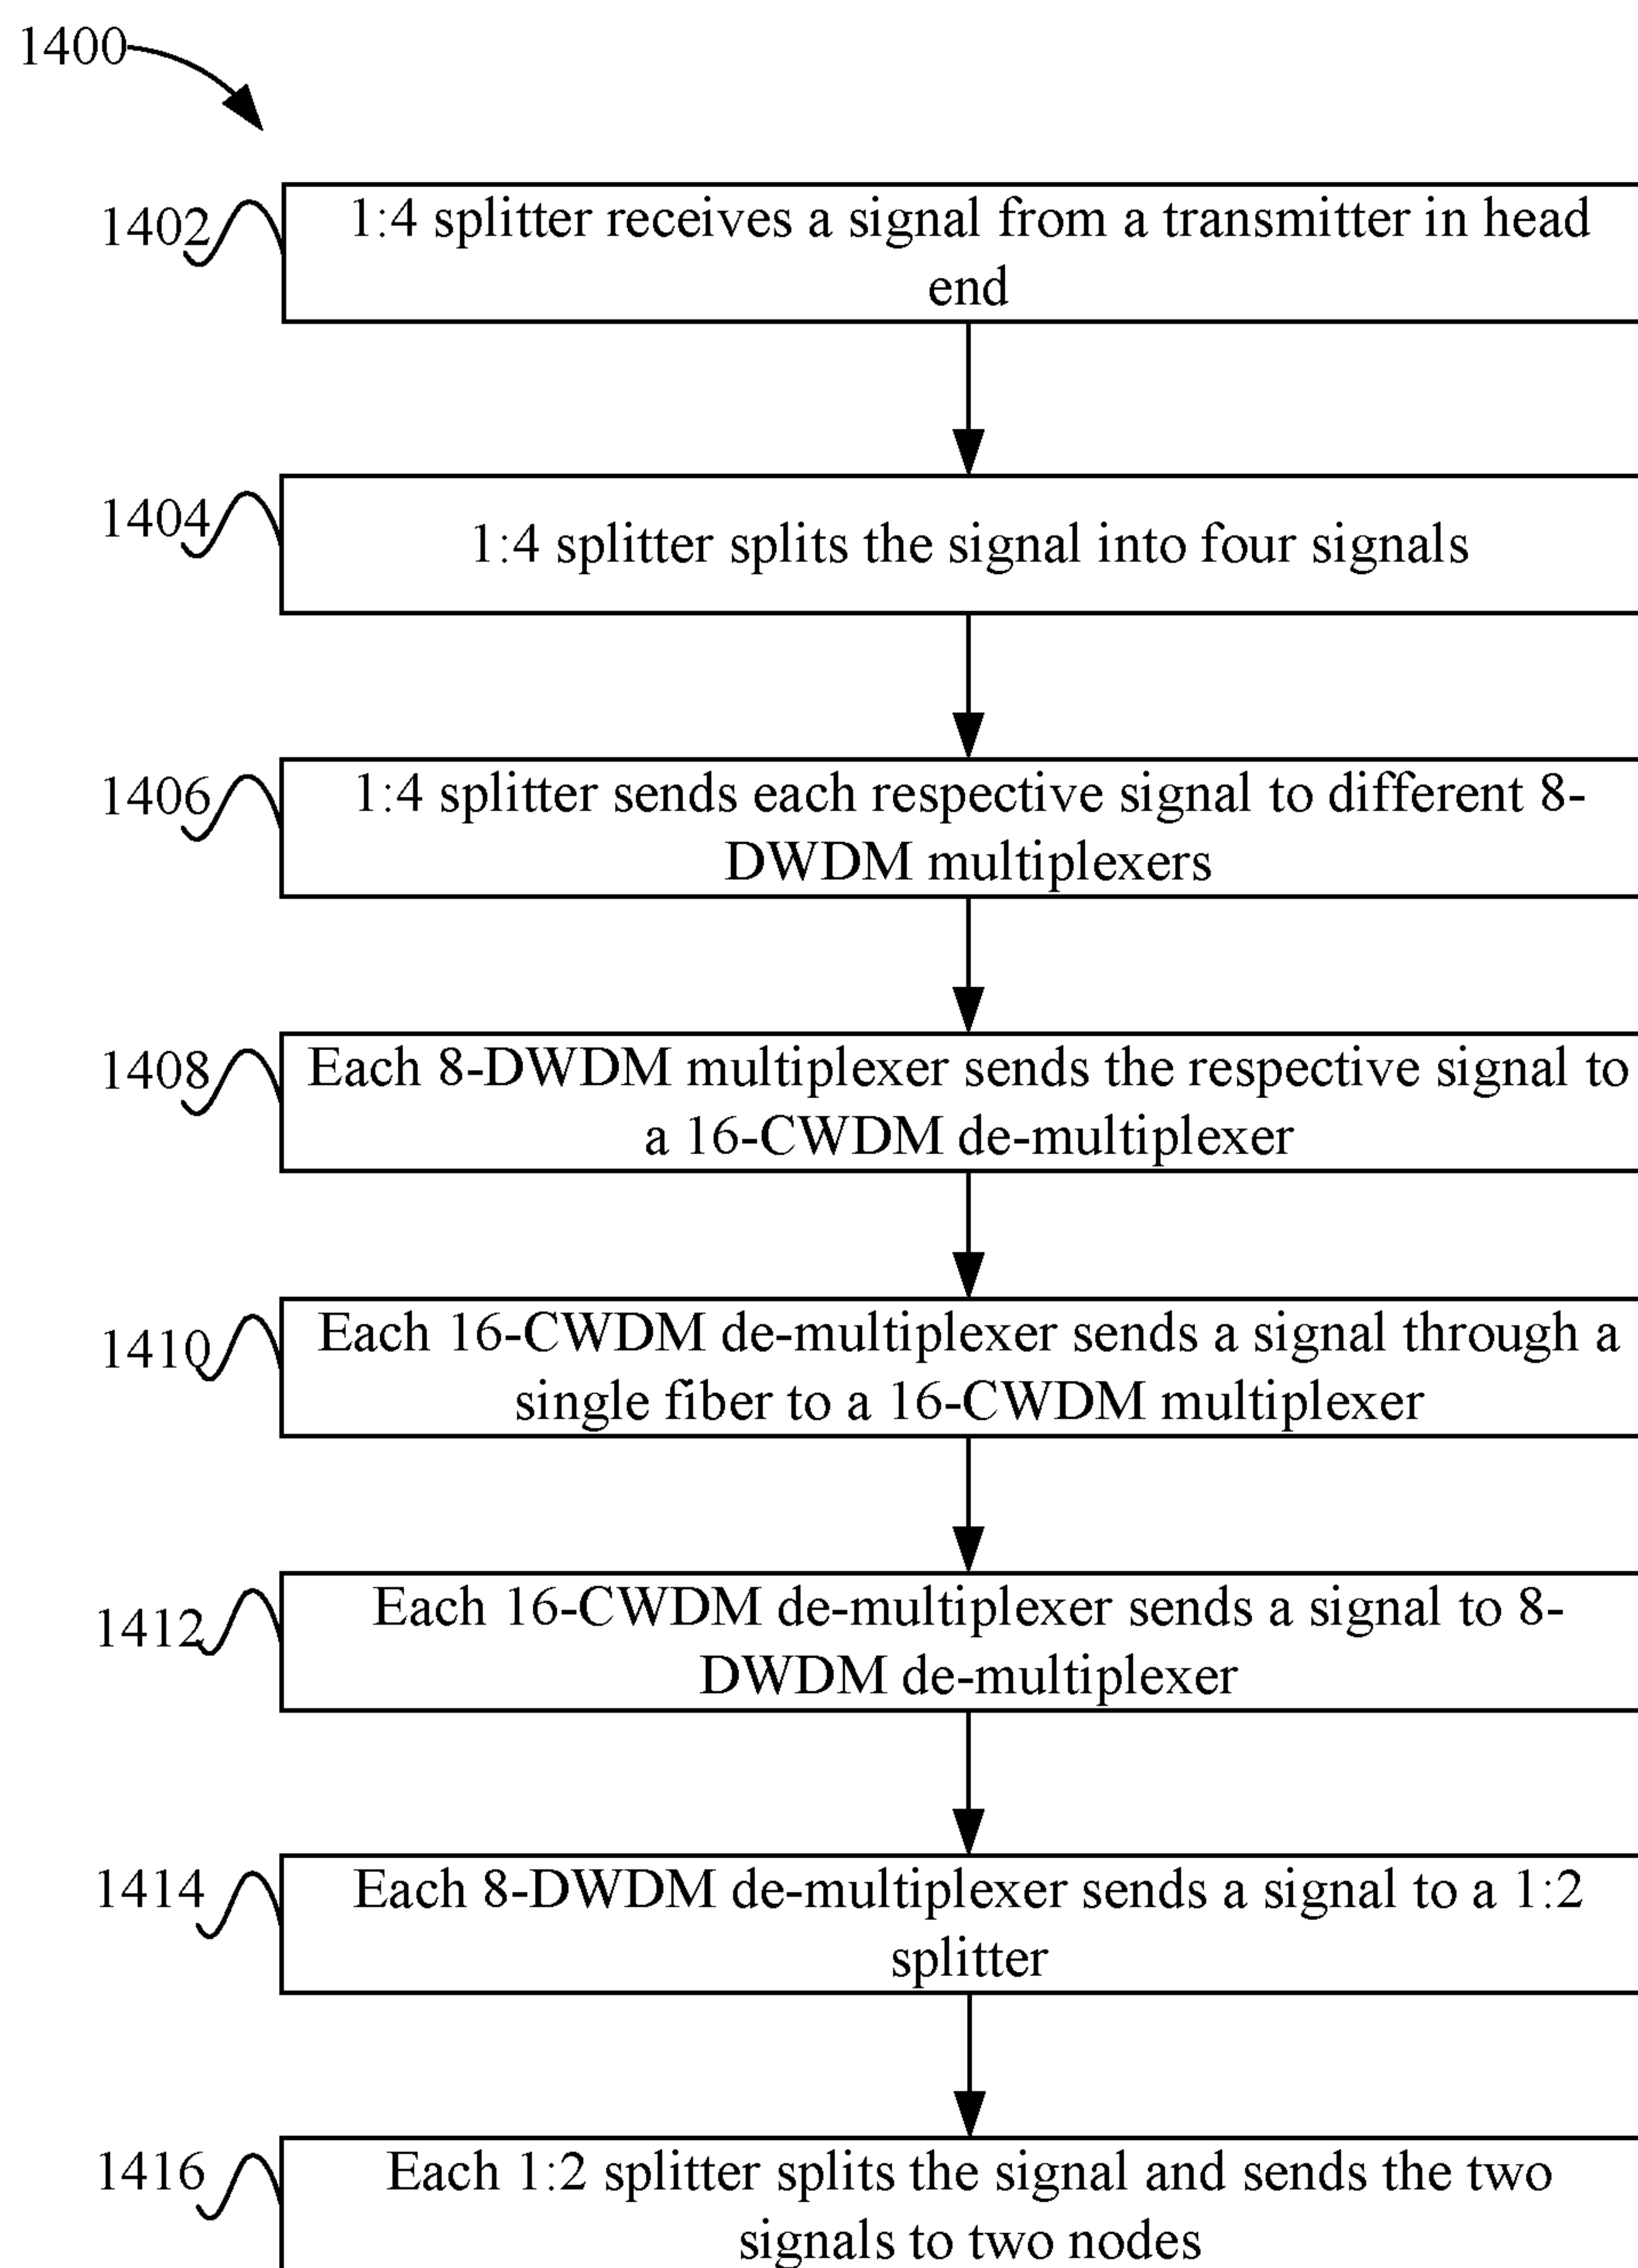 1400
1402
1:4 splitter receives a signal from a transmitter in head
end
1404
1:4 splitter splits the signal into four signals
1406
1:4 splitter sends each respective signal to different 8-
DWDM multiplexers
1408
Each 8-DWDM multiplexer sends the respective signal to
a 16-CWDM de-multiplexer
1410
Each 16-CWDM de-multiplexer sends a signal through a
single fiber to a 16-CWDM multiplexer
1412
Each 16-CWDM de-multiplexer sends a signal to 8-
DWDM de-multiplexer
1414
Each 8-DWDM de-multiplexer sends a signal to a 1:2
splitter
1416
Each 1:2 splitter splits the signal and sends the two
signals to two nodes